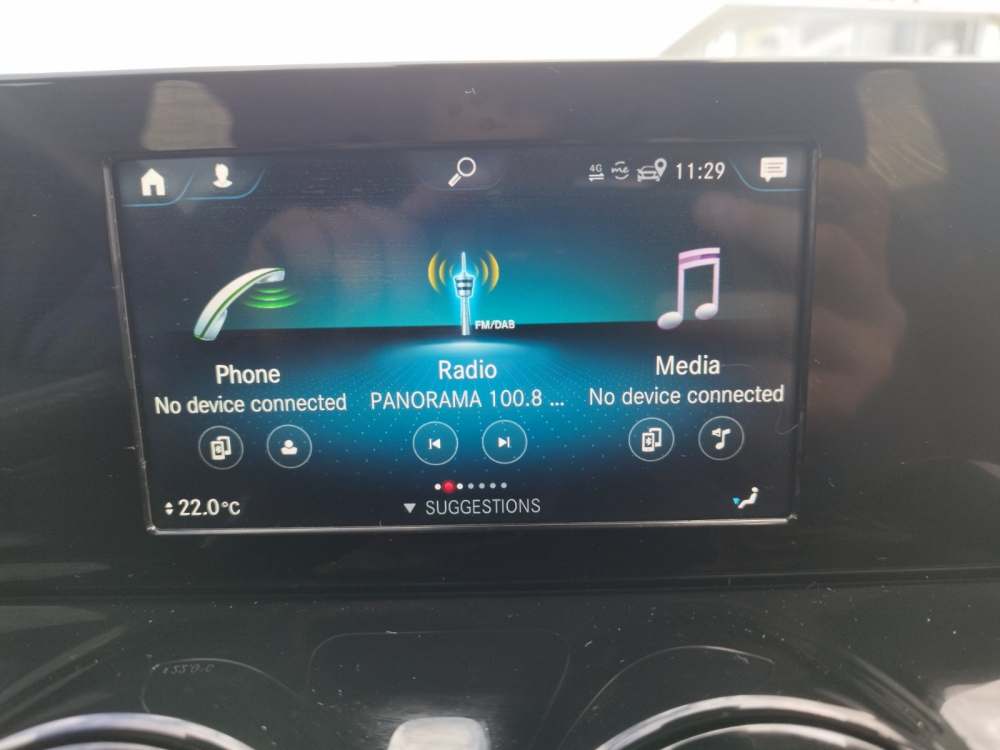 4G me 11:29
FM/DAB
Phone
Radio
Media
No device connected
PANORAMA 100.8 ...
No device connected
22.0°C
SUGGESTIONS